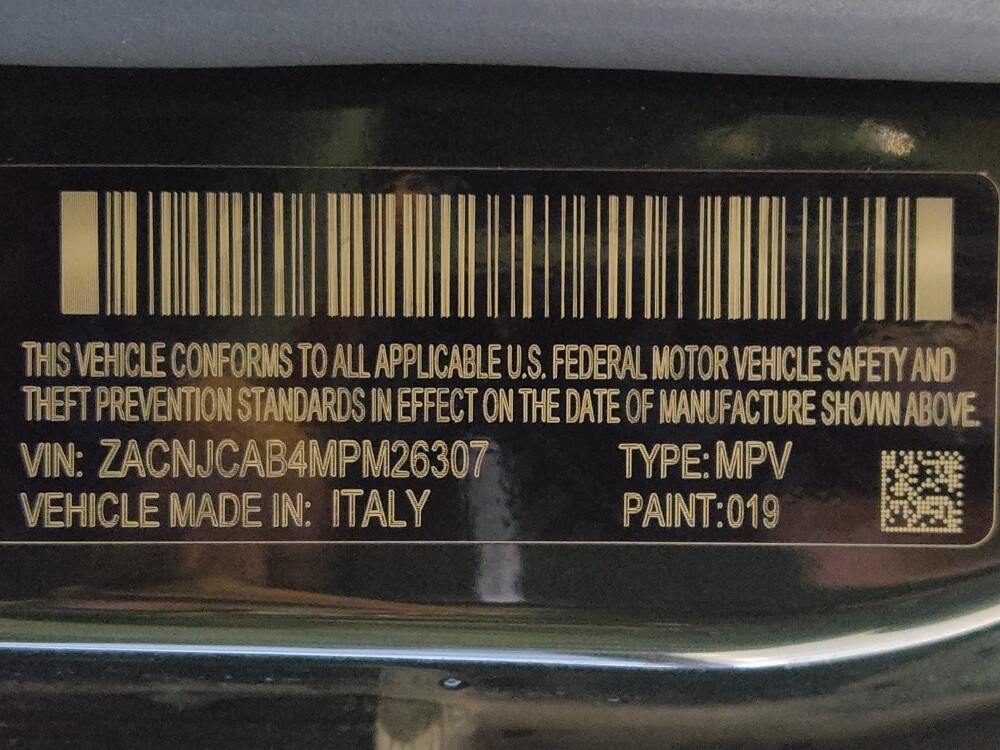 THIS VEHICLE CONFORMS TO ALL APPLICABLE U.S. FEDERAL MOTOR VEHICLE SAFETY AND
THEFT PREVENTION STANDARDS IN EFFECT ON THE DATE OF MANUFACTURE SHOWN ABOVE.
VIN: ZACNJCAB4MPM26307 TYPE: MPV
VEHICLE MADE IN: ITALY PAINT: 019